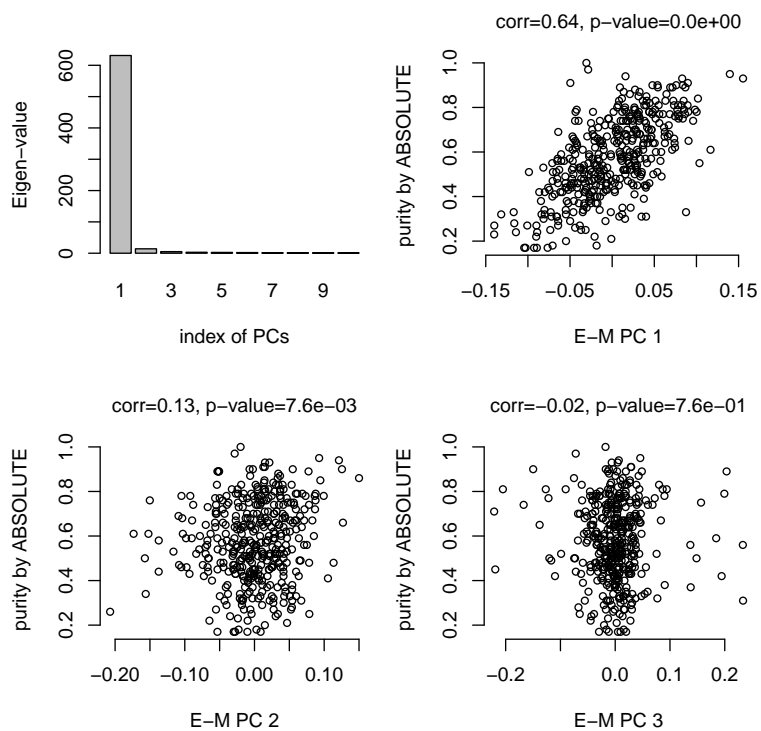 Eigen−value
0
200
400
600
1 3 5 7 9
index of PCs
corr=0.64, p−value=0.0e+00
purity by ABSOLUTE
0.2
0.4
0.6
0.8
1.0
−0.15 −0.05 0.05 0.15
E−M PC 1
corr=0.13, p−value=7.6e−03
purity by ABSOLUTE
0.2
0.4
0.6
0.8
1.0
−0.20 −0.10 0.00 0.10
E−M PC 2
corr=−0.02, p−value=7.6e−01
purity by ABSOLUTE
0.2
0.4
0.6
0.8
1.0
−0.2 0.0 0.1 0.2
E−M PC 3